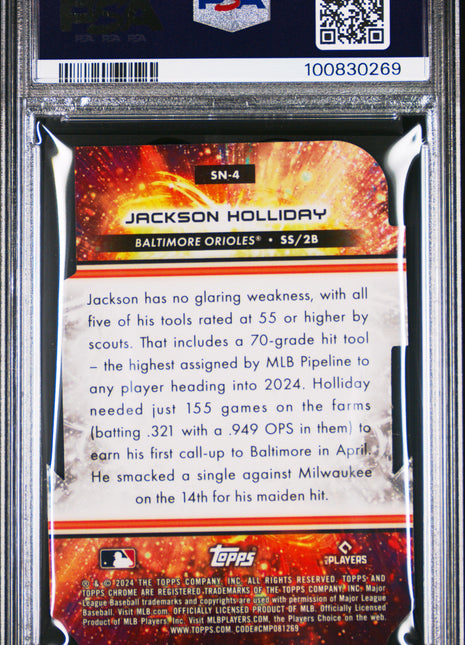 PSA
PSA PSA PSA
100830269
SN-4
JACKSON HOLLIDAY
BALTIMORE ORIOLES® • SS/2B
Jackson has no glaring weakness, with all
five of his tools rated at 55 or higher by
scouts. That includes a 70-grade hit tool
– the highest assigned by MLB Pipeline to
any player heading into 2024. Holliday
needed just 155 games on the farms
(batting .321 with a .949 OPS in them) to
earn his first call-up to Baltimore in April.
He smacked a single against Milwaukee
on the 14th for his maiden hit.
topps
PLAYERS
® & © 2024 THE TOPPS COMPANY, INC. ALL RIGHTS RESERVED. TOPPS AND
TOPPS CHROME ARE REGISTERED TRADEMARKS OF THE TOPPS COMPANY, INC. Major
League Baseball trademarks and copyrights are used with permission of Major
League Baseball. Visit MLB.com. OFFICIALLY LICENSED PRODUCT OF MLB. Officially Licensed
Product of MLB Players, Inc. Visit MLBPLAYERS.COM, the Players Choice on the web.
WWW.TOPPS.COM. CODE#CMP081269